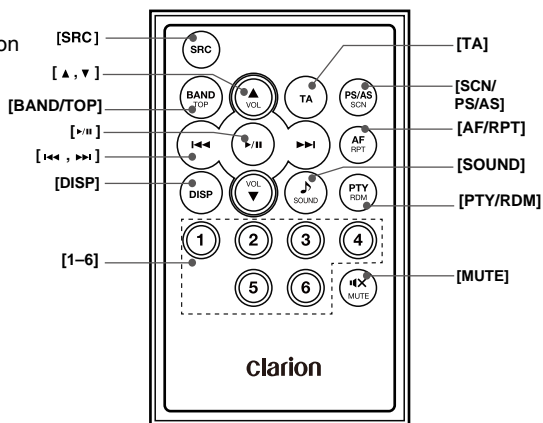 on
[SRC]
[▲,▼]
[BAND/TOP]
[▶/II]
[I◀◀ , ▶▶I]
[DISP]
[1–6]
SRC
BAND
TOP
▲
VOL
TA
PS/AS
SCN
I◀◀
▶/II
▶▶I
AF
RPT
DISP
VOL
▼
♪
SOUND
PTY
RDM
1
2
3
4
5
6
MUTE
clarion
[TA]
[SCN/
PS/AS]
[AF/RPT]
[SOUND]
[PTY/RDM]
[MUTE]